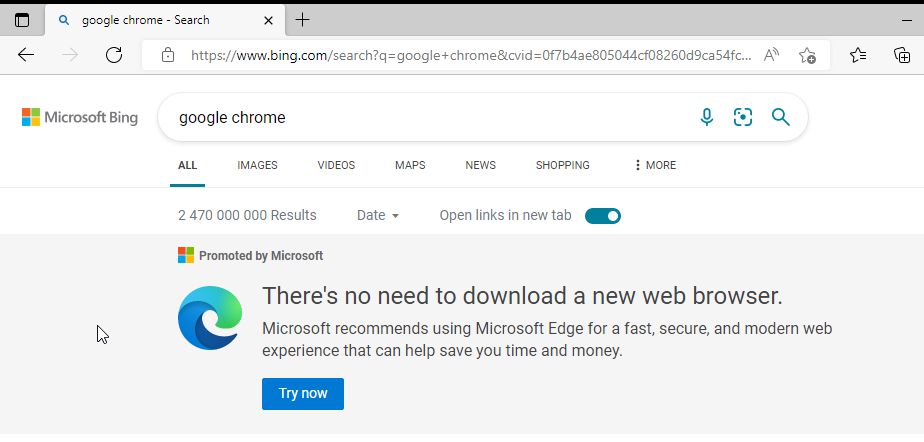 google chrome - Search
https://www.bing.com/search?q=google+chrome&cvid=0f7b4ae805044cf08260d9ca54fc...
Microsoft Bing
google chrome
ALL IMAGES VIDEOS MAPS NEWS SHOPPING MORE
2 470 000 000 Results Date Open links in new tab
Promoted by Microsoft
There's no need to download a new web browser.
Microsoft recommends using Microsoft Edge for a fast, secure, and modern web
experience that can help save you time and money.
Try now